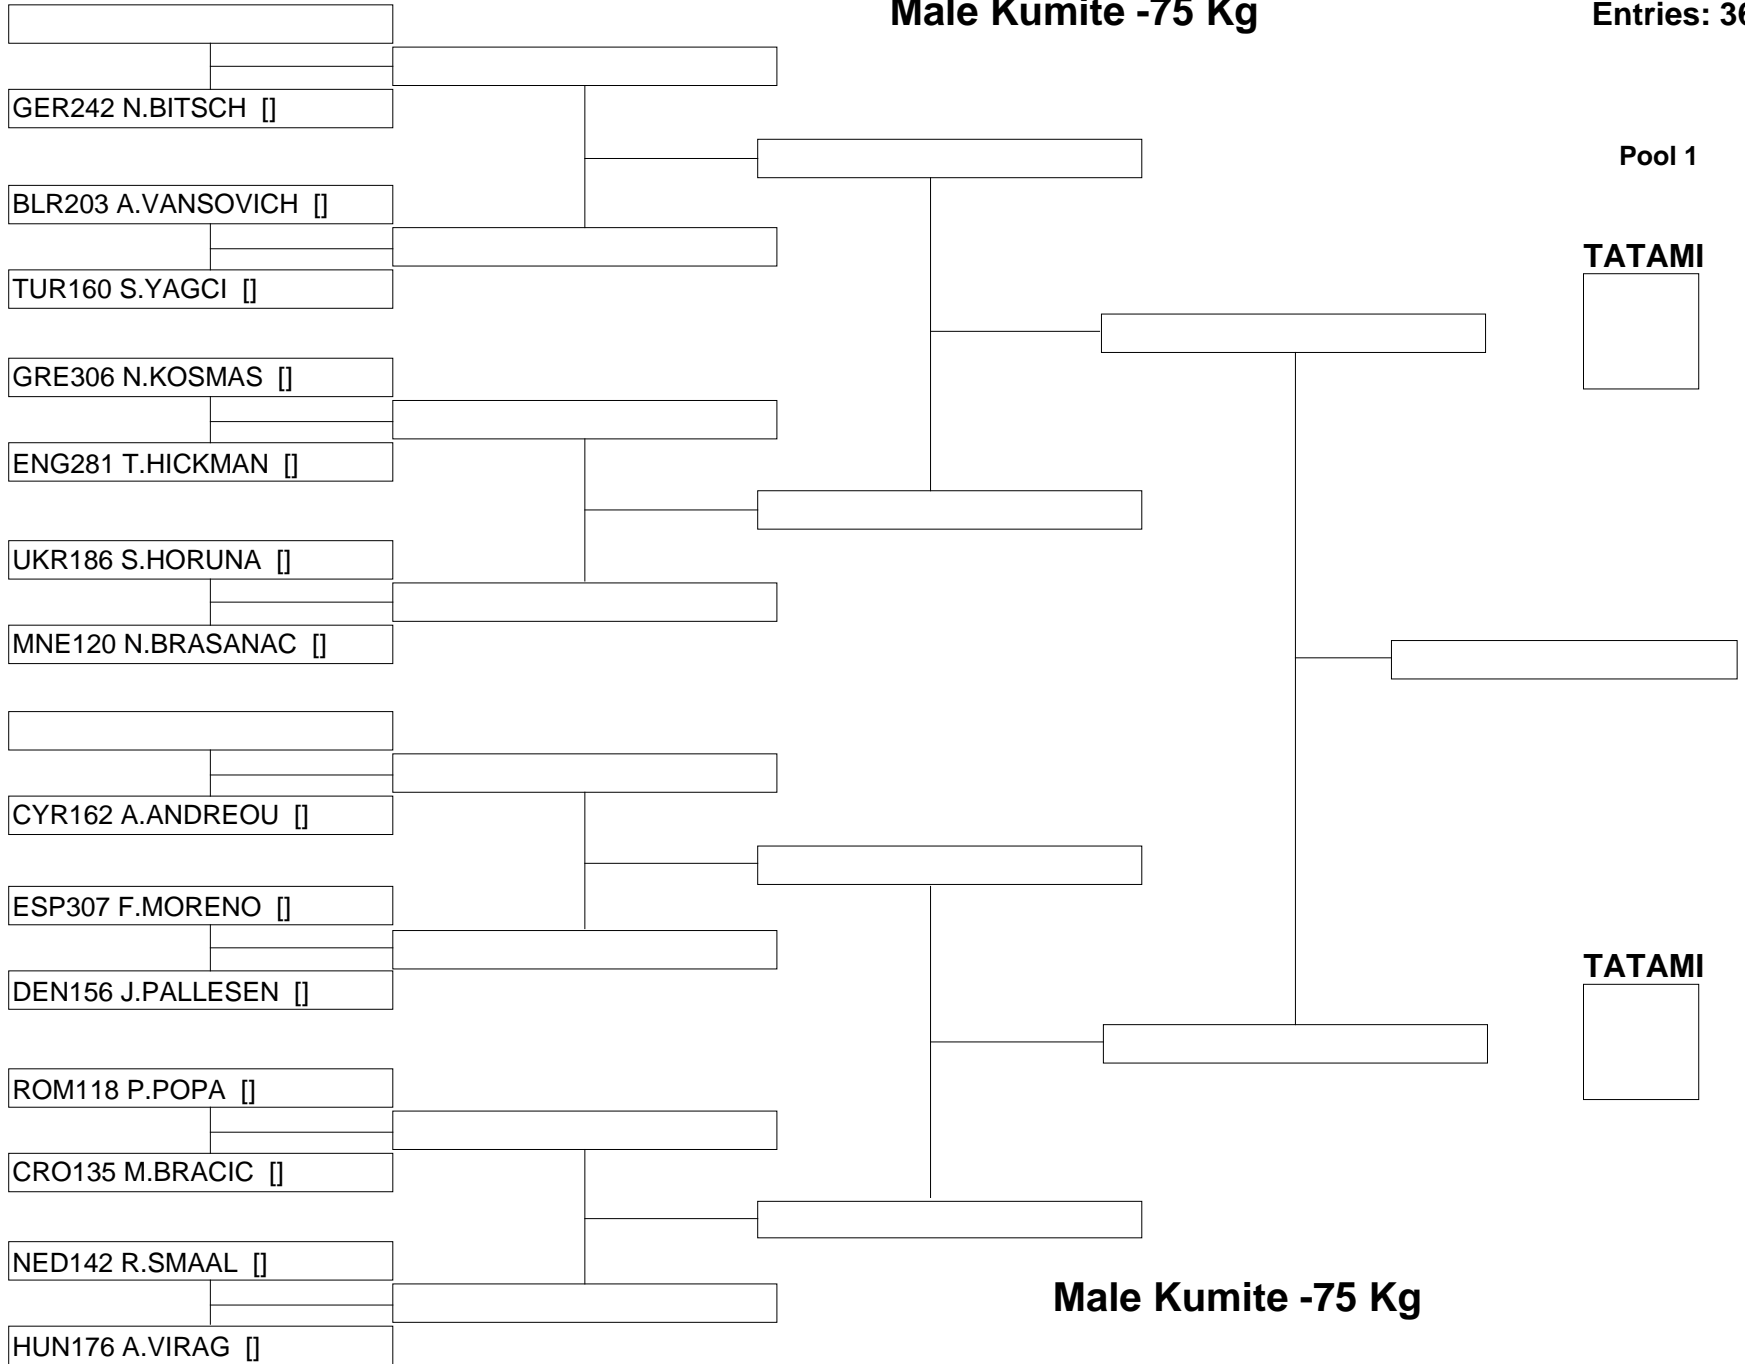 Male Kumite -75 Kg
Entries: 36
GER242 N.BITSCH []
Pool 1
BLR203 A.VANSOVICH []
TATAMI
TUR160 S.YAGCI []
GRE306 N.KOSMAS []
ENG281 T.HICKMAN []
UKR186 S.HORUNA []
MNE120 N.BRASANAC []
CYR162 A.ANDREOU []
ESP307 F.MORENO []
TATAMI
DEN156 J.PALLESEN []
ROM118 P.POPA []
CRO135 M.BRACIC []
NED142 R.SMAAL []
Male Kumite -75 Kg
HUN176 A.VIRAG []